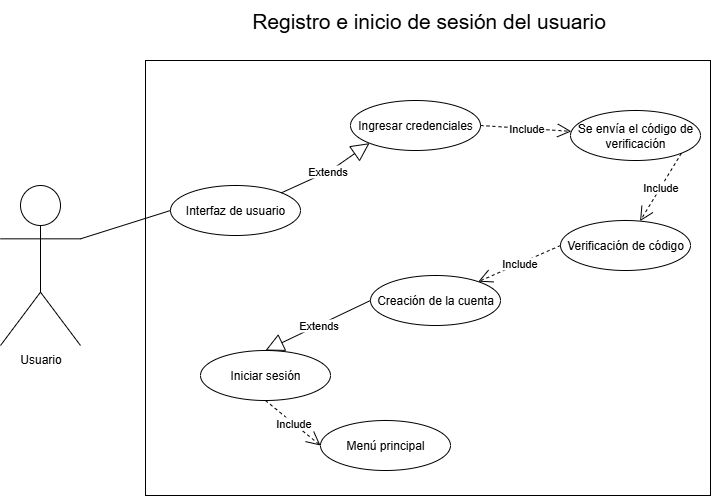 Registro e inicio de sesión del usuario
Ingresar credenciales
Include
Se envía el código de
verificación
Extends
Include
Interfaz de usuario
Verificación de código
Include
Creación de la cuenta
Extends
Usuario
Iniciar sesión
Include
Menú principal